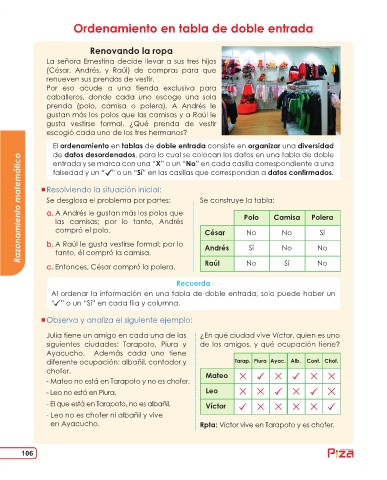 Ordenamiento en tabla de doble entrada
Renovando la ropa
La señora Ernestina decide llevar a sus tres hijos
(César, Andrés, y Raúl) de compras para que
renueven sus prendas de vestir.
Por eso acude a una tienda exclusiva para
caballeros, donde cada uno escoge una sola
prenda (polo, camisa o polera). A Andrés le
gustan más los polos que las camisas y a Raúl le
gusta vestirse formal. ¿Qué prenda de vestir
escogió cada uno de los tres hermanos?
El ordenamiento en tablas de doble entrada consiste en organizar una diversidad
de datos desordenados, para lo cual se colocan los datos en una tabla de doble
entrada y se marca con una "X" o un "No" en cada casilla correspondiente a una
falsedad y un "✓" o un "Sí" en las casillas que correspondan a datos confirmados.
Razonamiento matemático
Resolviendo la situación inicial:
Se desglosa el problema por partes:
a. A Andrés le gustan más los polos que
las camisas; por lo tanto, Andrés
compró el polo.
b. A Raúl le gusta vestirse formal; por lo
tanto, él compró la camisa.
c. Entonces, César compró la polera.
Se construye la tabla:
Polo Camisa Polera
César No No Sí
Andrés Sí No No
Raúl No Sí No
Recuerda
Al ordenar la información en una tabla de doble entrada, solo puede haber un
"✓" o un "Sí" en cada fila y columna.
Observa y analiza el siguiente ejemplo:
Julia tiene un amigo en cada una de las
siguientes ciudades: Tarapoto, Piura y
Ayacucho. Además cada uno tiene
diferente ocupación: albañil, contador y
chofer.
- Mateo no está en Tarapoto y no es chofer.
- Leo no está en Piura.
- El que está en Tarapoto, no es albañil.
- Leo no es chofer ni albañil y vive
en Ayacucho.
¿En qué ciudad vive Víctor, quien es uno
de los amigos, y qué ocupación tiene?
Tarap. Piura Ayac. Alb. Cont. Chof.
Mateo ✗ ✓ ✗ ✓ ✗ ✗
Leo ✗ ✗ ✓ ✗ ✓ ✗
Víctor ✓ ✗ ✗ ✗ ✗ ✓
Rpta: Víctor vive en Tarapoto y es chofer.
106